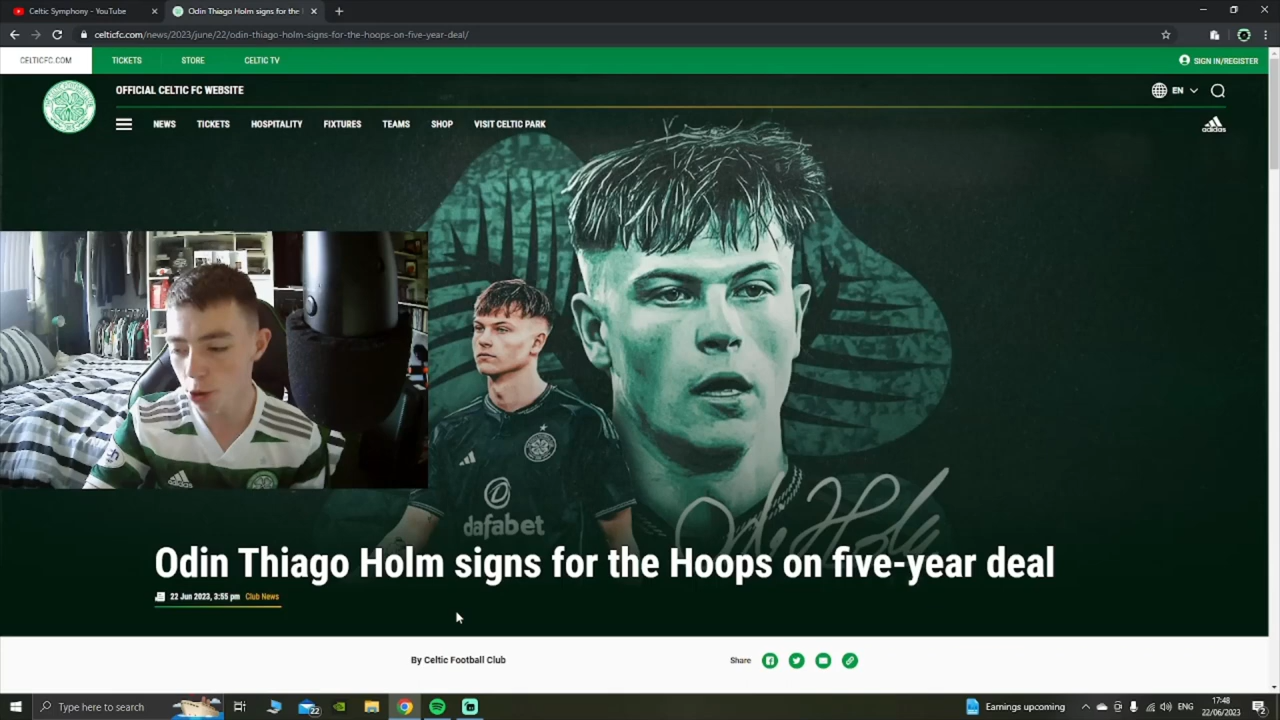 Celtic Symphony - YouTube
Odin Thiago Holm signs for the
celticfc.com/news/2023/june/22/odin-thiago-holm-signs-for-the-hoops-on-five-year-deal/
CELTICFC.COM
TICKETS
STORE
CELTIC TV
SIGN IN/REGISTER
OFFICIAL CELTIC FC WEBSITE
EN
NEWS
TICKETS
HOSPITALITY
FIXTURES
TEAMS
SHOP
VISIT CELTIC PARK
adidas
dafabet
Odin Thiago Holm signs for the Hoops on five-year deal
22 Jun 2023, 3:55 pm Club News
By Celtic Football Club
Share
Type here to search
22
Earnings upcoming
ENG
17:48
22/06/2023
2